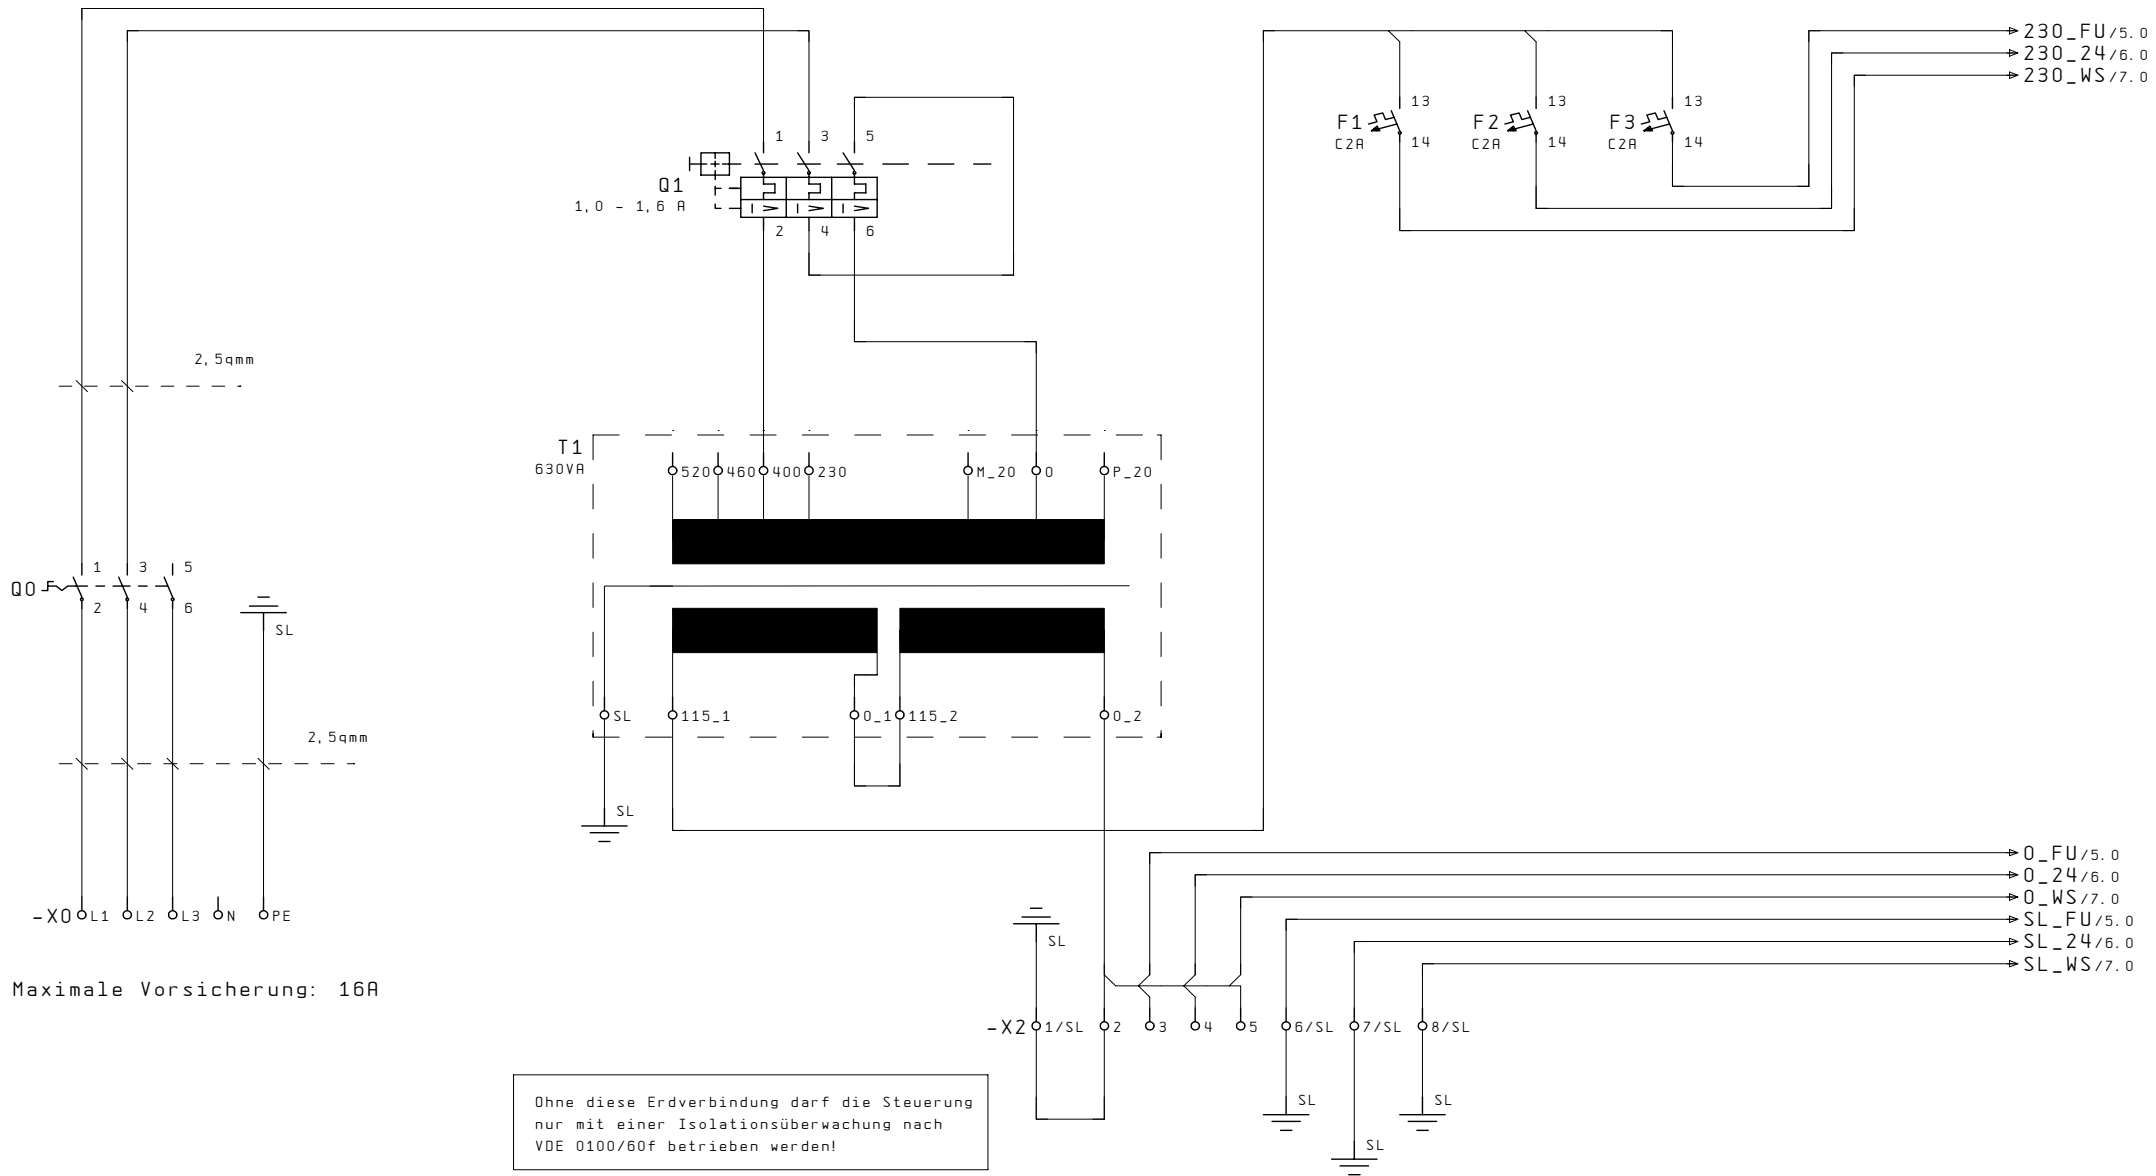 230_FU/5.0
230_24/6.0
230_WS/7.0
13 13 13
F1 F2 F3
C2A C2A C2A
14 14 14
1 3 5
Q1
1,0 - 1,6 A
I > I > I >
2 4 6
2,5qmm
T1
630VA
520 460 400 230 M_20 0 P_20
1 3 5
Q0
2 4 6
SL
SL 115_1 0_1 115_2 0_2
2,5qmm
SL
0_FU/5.0
0_24/6.0
0_WS/7.0
SL_FU/5.0
SL_24/6.0
SL_WS/7.0
-X0 L1 L2 L3 N PE
SL
Maximale Vorsicherung: 16A
-X2 1/SL 2 3 4 5 6/SL 7/SL 8/SL
SL SL
SL
Ohne diese Erdverbindung darf die Steuerung
nur mit einer Isolationsüberwachung nach
VDE 0100/60f betrieben werden!